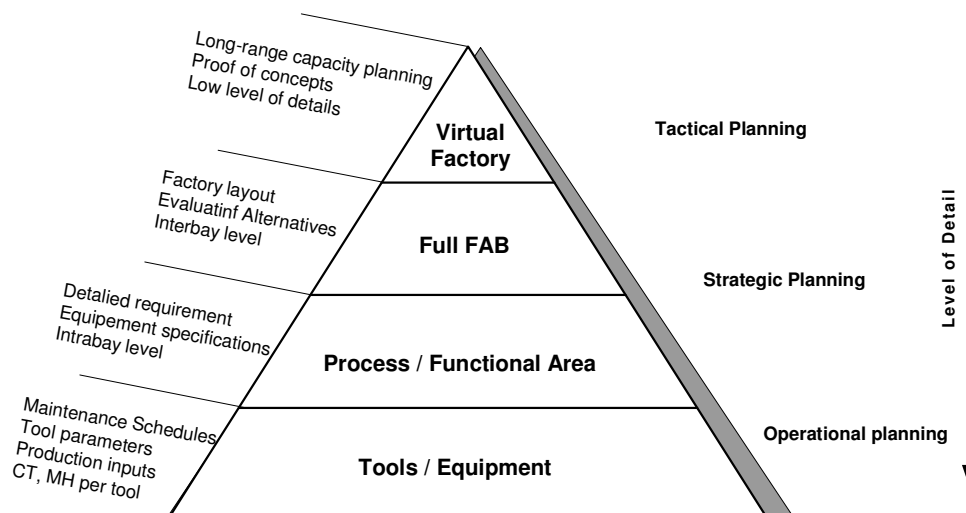 Long-range capacity planning
Proof of concepts
Low level of details
Virtual
Factory
Tactical Planning
Factory layout
Evaluatinf Alternatives
Interbay level
Full FAB
Strategic Planning
Level of Detail
Detalied requirement
Equipement specifications
Intrabay level
Process / Functional Area
Maintenance Schedules
Tool parameters
Production inputs
CT, MH per tool
Tools / Equipment
Operational planning